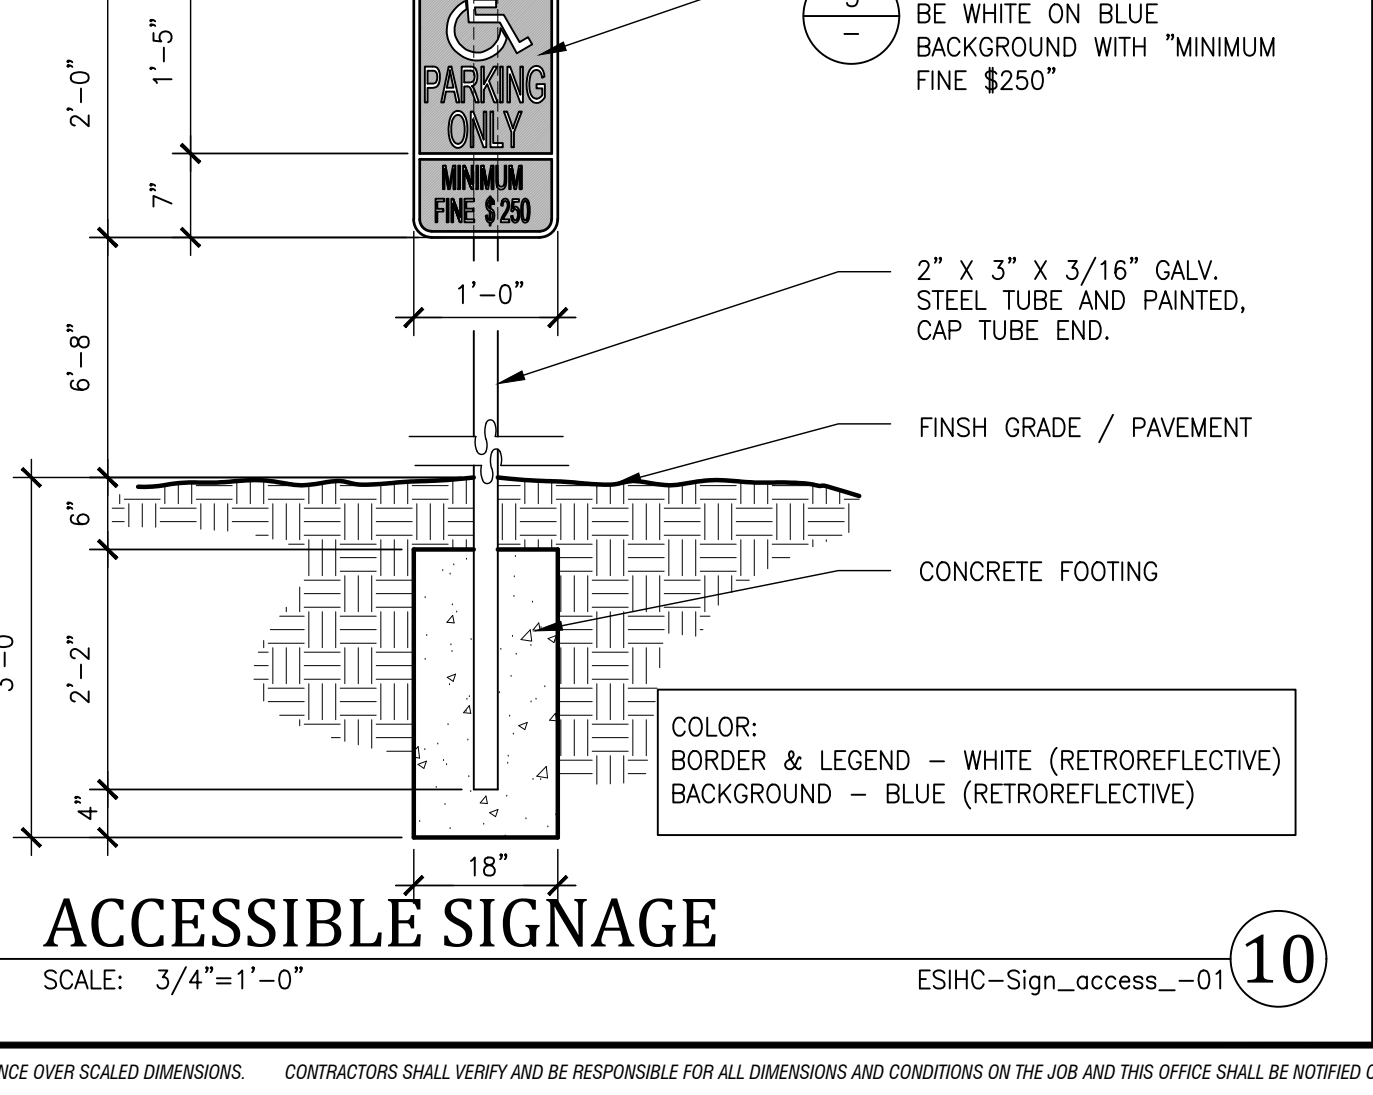 BE WHITE ON BLUE
BACKGROUND WITH "MINIMUM
FINE $250"
–
1'–5"
2'–0"
7"
PARKING
ONLY
MINIMUM
FINE $250
1'–0"
2" X 3" X 3/16" GALV.
STEEL TUBE AND PAINTED,
CAP TUBE END.
6'–8"
FINSH GRADE / PAVEMENT
6"
CONCRETE FOOTING
2'–2"
COLOR:
BORDER & LEGEND – WHITE (RETROREFLECTIVE)
BACKGROUND – BLUE (RETROREFLECTIVE)
4"
18"
ACCESSIBLE SIGNAGE
10
SCALE: 3/4"=1'–0"
ESIHC–Sign_access_–01
OVER SCALED DIMENSIONS. CONTRACTORS SHALL VERIFY AND BE RESPONSIBLE FOR ALL DIMENSIONS AND CONDITIONS ON THE JOB AND THIS OFFICE SHALL BE NOTIFIED